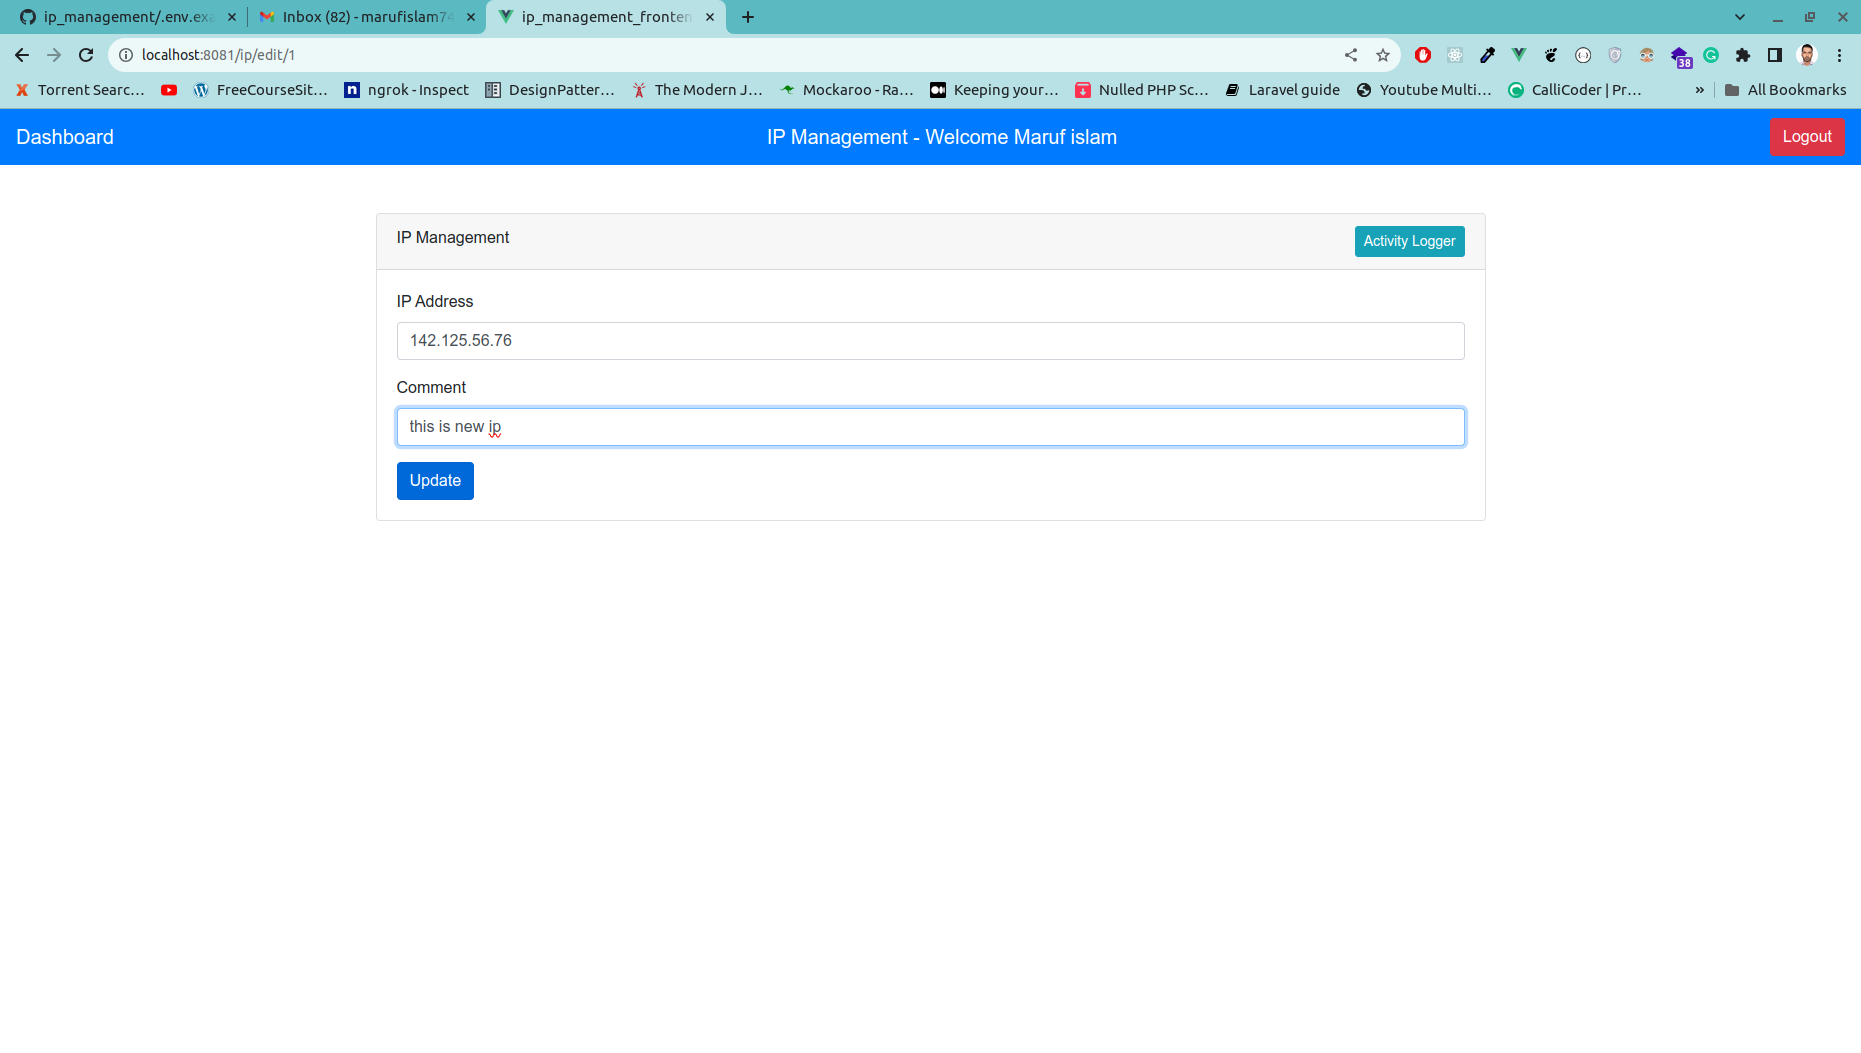 ip_management/.env.exa Inbox (82) - marufislam74 ip_management_fronten
localhost:8081/ip/edit/1 38
Torrent Searc... FreeCourseSit... ngrok - Inspect DesignPatter... The Modern J... Mockaroo - Ra... Keeping your... Nulled PHP Sc... Laravel guide Youtube Multi... CalliCoder | Pr... » All Bookmarks
Dashboard IP Management - Welcome Maruf islam Logout
IP Management Activity Logger
IP Address
142.125.56.76
Comment
this is new ip
Update